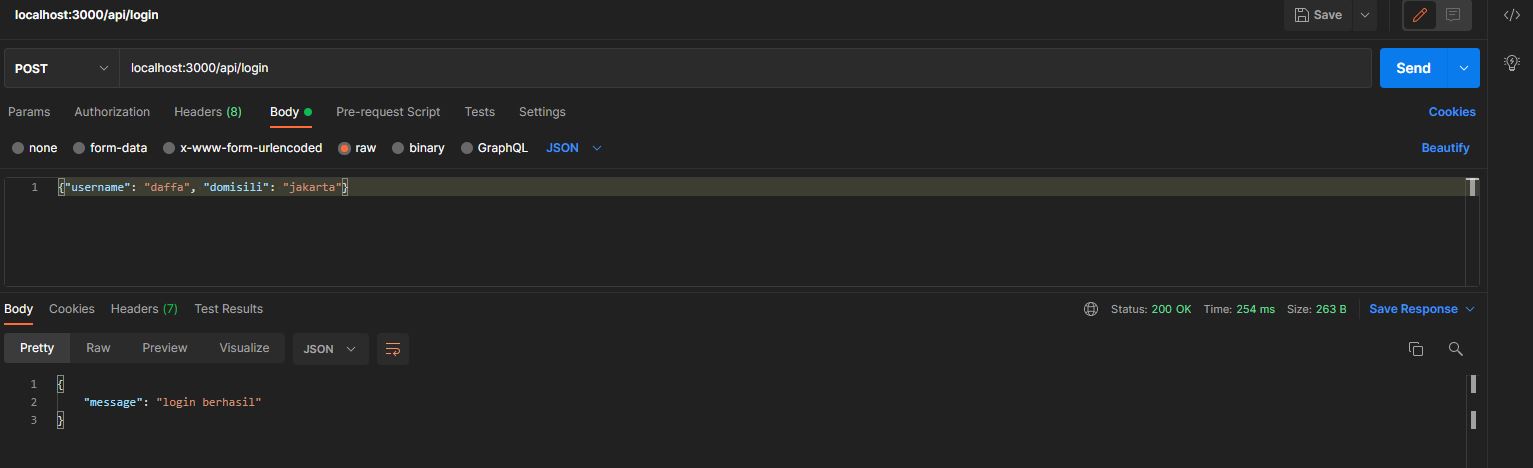 localhost:3000/api/login
Save
POST localhost:3000/api/login Send
Params Authorization Headers (8) Body Pre-request Script Tests Settings Cookies
none form-data x-www-form-urlencoded raw binary GraphQL JSON Beautify
1 {"username": "daffa", "domisili": "jakarta"}
Body Cookies Headers (7) Test Results Status: 200 OK Time: 254 ms Size: 263 B Save Response
Pretty Raw Preview Visualize JSON
1 {
2 "message": "login berhasil"
3 }